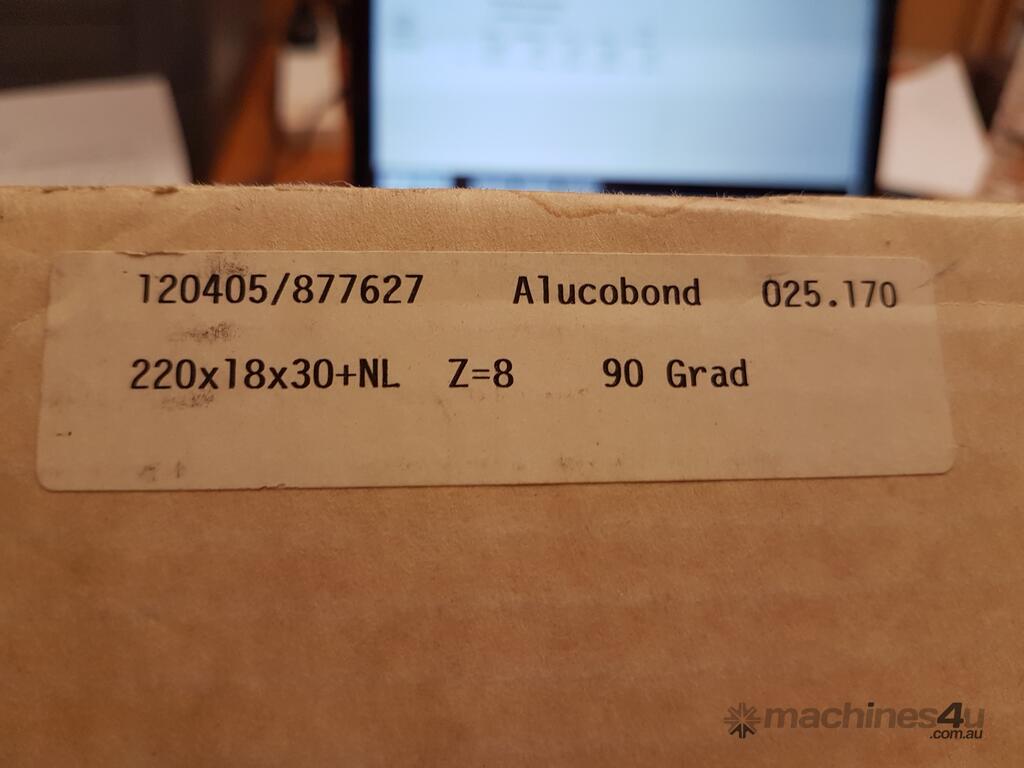 120405/877627 Alucobond 025.170
220x18x30+NL Z=8 90 Grad
machines4u
.com.au